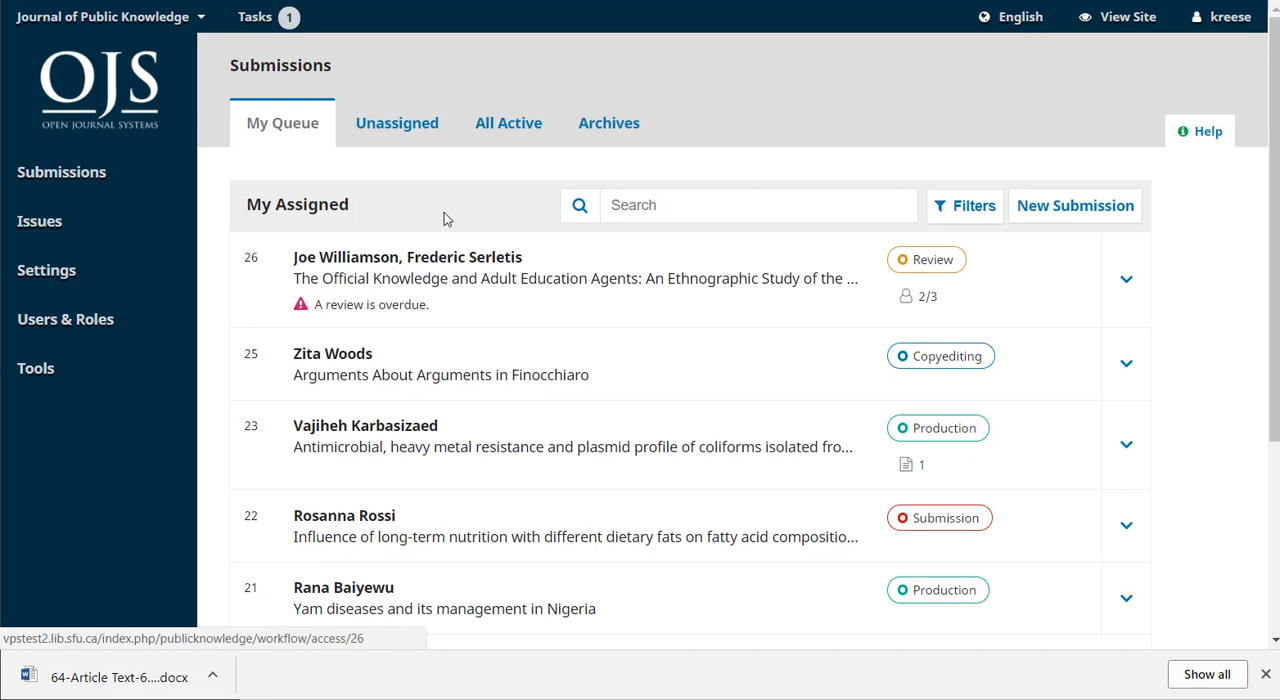 Journal of Public Knowledge
Tasks 1
English
View Site
kreese
OJS
OPEN JOURNAL SYSTEMS
Submissions
Issues
Settings
Users & Roles
Tools
Submissions
My Queue
Unassigned
All Active
Archives
Help
My Assigned
Search
Filters
New Submission
26
Joe Williamson, Frederic Serletis
The Official Knowledge and Adult Education Agents: An Ethnographic Study of the ...
A review is overdue.
Review
2/3
25
Zita Woods
Arguments About Arguments in Finocchiaro
Copyediting
23
Vajiheh Karbasizaed
Antimicrobial, heavy metal resistance and plasmid profile of coliforms isolated fro...
Production
1
22
Rosanna Rossi
Influence of long-term nutrition with different dietary fats on fatty acid compositio...
Submission
21
Rana Baiyewu
Yam diseases and its management in Nigeria
Production
vpstest2.lib.sfu.ca/index.php/publicknowledge/workflow/access/26
64-Article Text-6....docx
Show all